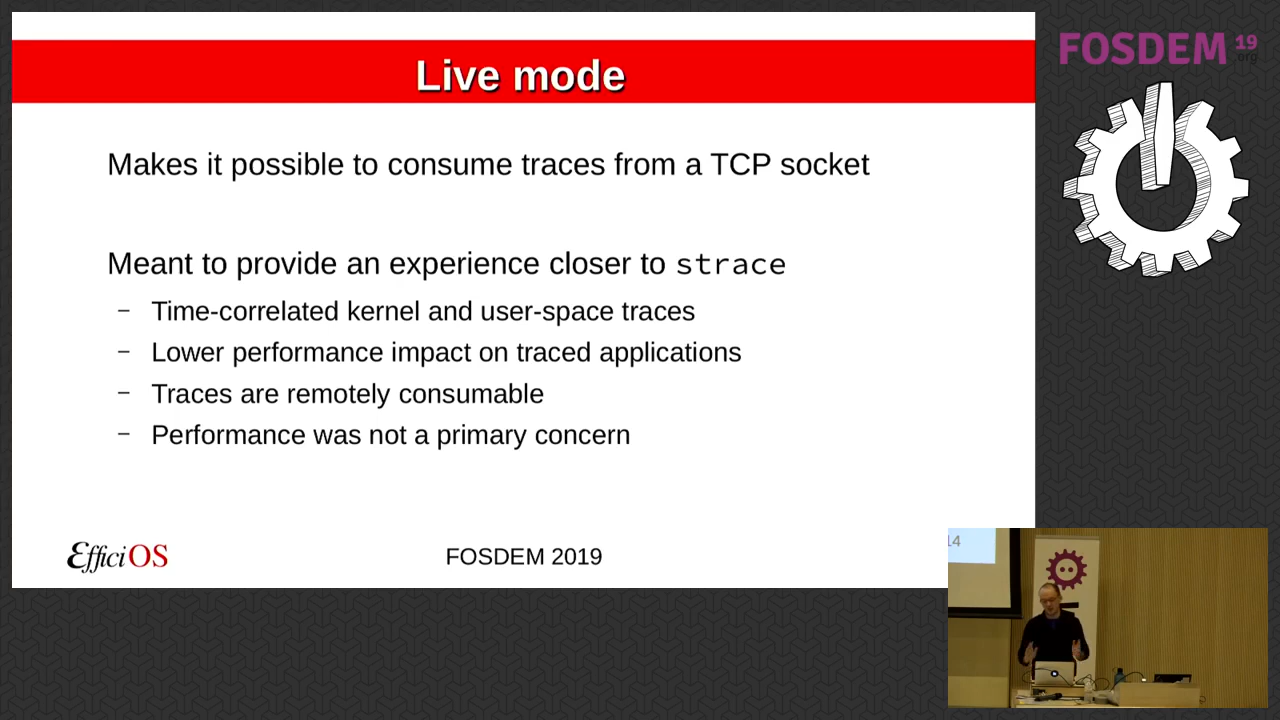 Live mode
FOSDEM 19
.org
Makes it possible to consume traces from a TCP socket
Meant to provide an experience closer to strace
– Time-correlated kernel and user-space traces
– Lower performance impact on traced applications
– Traces are remotely consumable
– Performance was not a primary concern
EfficiOS
FOSDEM 2019
14